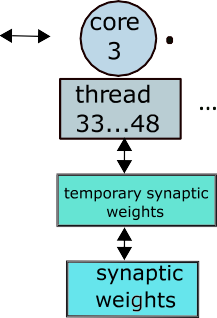 core
3
thread
33...48
...
temporary synaptic
weights
synaptic
weights